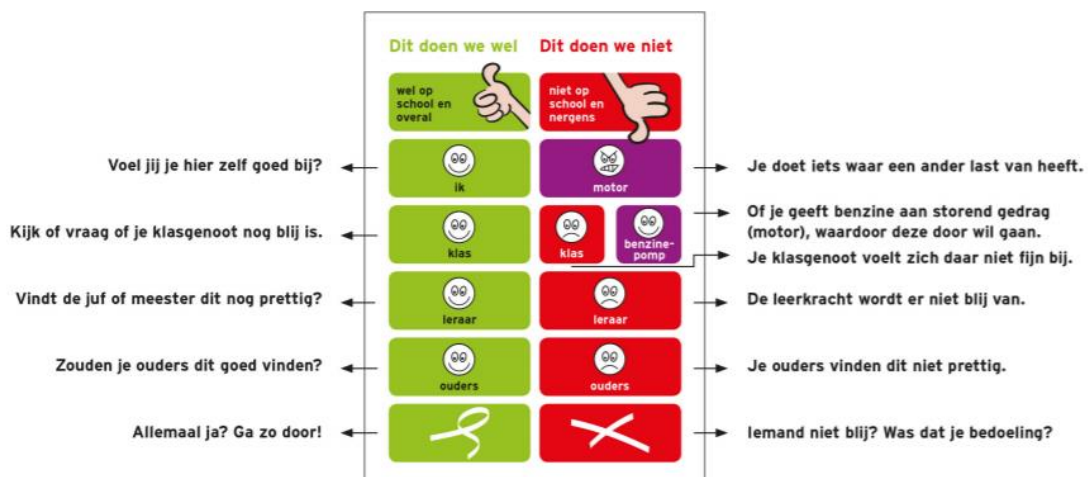 Dit doen we wel
Dit doen we niet
wel op
school en
overal
niet op
school en
nergens
Voel jij je hier zelf goed bij?
ik
motor
Je doet iets waar een ander last van heeft.
Kijk of vraag of je klasgenoot nog blij is.
klas
klas
benzine-
pomp
Of je geeft benzine aan storend gedrag
(motor), waardoor deze door wil gaan.
Je klasgenoot voelt zich daar niet fijn bij.
Vindt de juf of meester dit nog prettig?
leraar
leraar
De leerkracht wordt er niet blij van.
Zouden je ouders dit goed vinden?
ouders
ouders
Je ouders vinden dit niet prettig.
Allemaal ja? Ga zo door!
Iemand niet blij? Was dat je bedoeling?